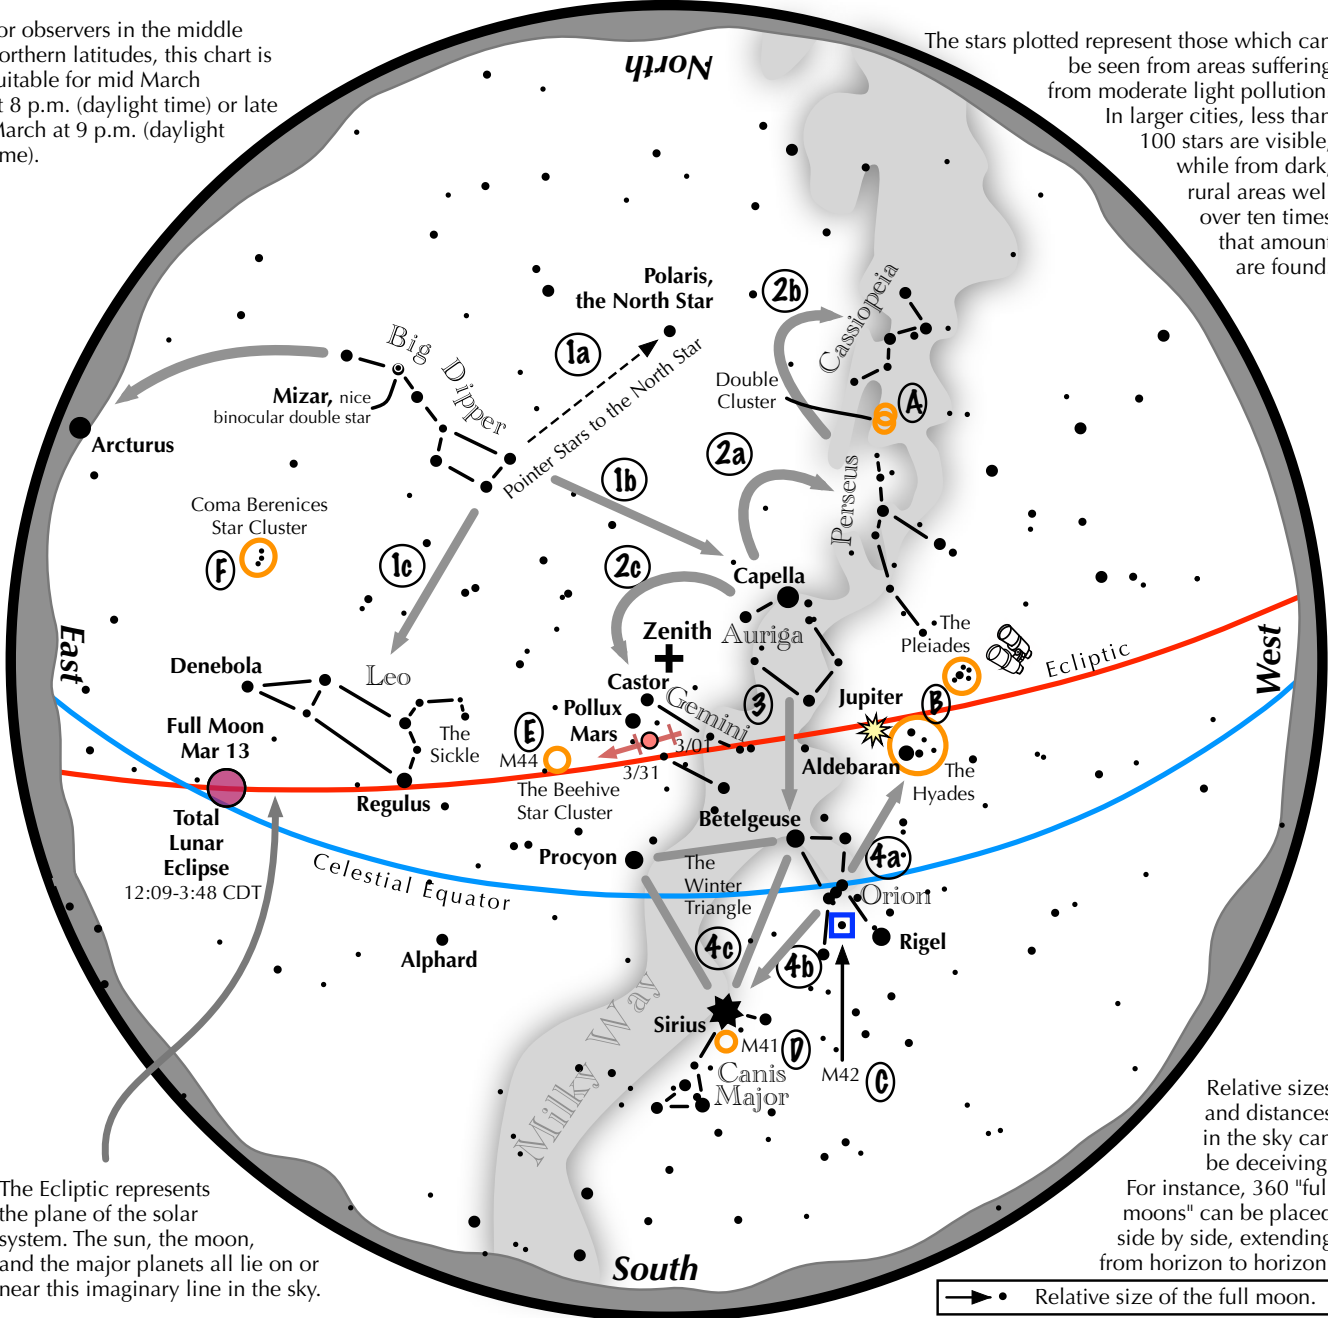 or observers in the middle
orthern latitudes, this chart is
uitable for mid March
t 8 p.m. (daylight time) or late
March at 9 p.m. (daylight
me).
North
The stars plotted represent those which can
be seen from areas suffering
from moderate light pollution
In larger cities, less than
100 stars are visible,
while from dark,
rural areas wel
over ten times
that amount
are found
Polaris,
the North Star
2b
Cassiopeia
1a
Big Dipper
Pointer Stars to the North Star
Double
Cluster
A
Mizar, nice
binocular double star
Arcturus
2a
Perseus
1b
Coma Berenices
Star Cluster
F
1c
2c
Capella
Zenith
Auriga
The
Pleiades
East
West
Ecliptic
Denebola
Leo
Castor
Gemini
3
Jupiter
B
Full Moon
Mar 13
The
Sickle
Pollux
Mars
E
M44
3/01
3/31
Aldebaran
The
Hyades
The Beehive
Star Cluster
Regulus
Total
Lunar
Eclipse
12:09-3:48 CDT
Betelgeuse
Procyon
The
Winter
Triangle
4a
Orion
Celestial Equator
Rigel
Alphard
4c
4b
Sirius
M41
D
M42
C
Canis
Major
Milky Way
Relative sizes
and distances
in the sky can
be deceiving
For instance, 360 "ful
moons" can be placed
side by side, extending
from horizon to horizon
The Ecliptic represents
the plane of the solar
system. The sun, the moon,
and the major planets all lie on or
near this imaginary line in the sky.
South
Relative size of the full moon.